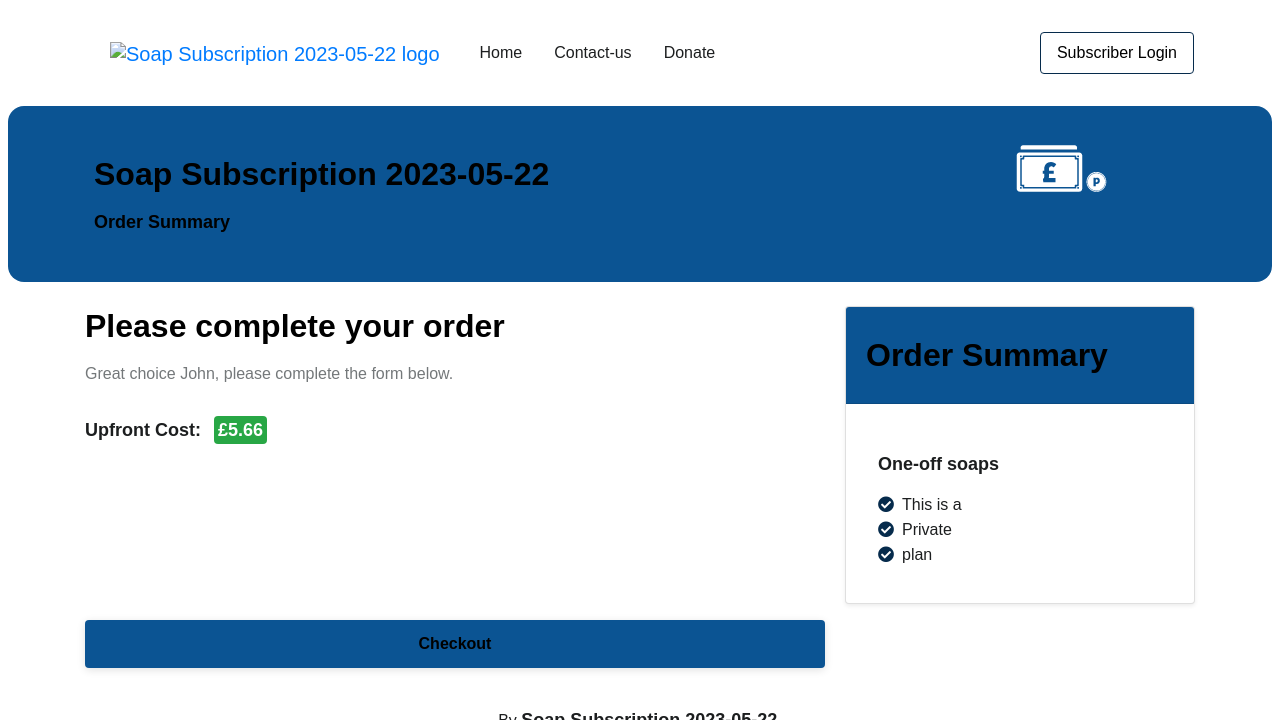 Soap Subscription 2023-05-22 logo
Home
Contact-us
Donate
Subscriber Login
Soap Subscription 2023-05-22
Order Summary
£
P
Please complete your order
Great choice John, please complete the form below.
Upfront Cost: £5.66
Checkout
Order Summary
One-off soaps
This is a
Private
plan
By Soap Subscription 2023-05-22